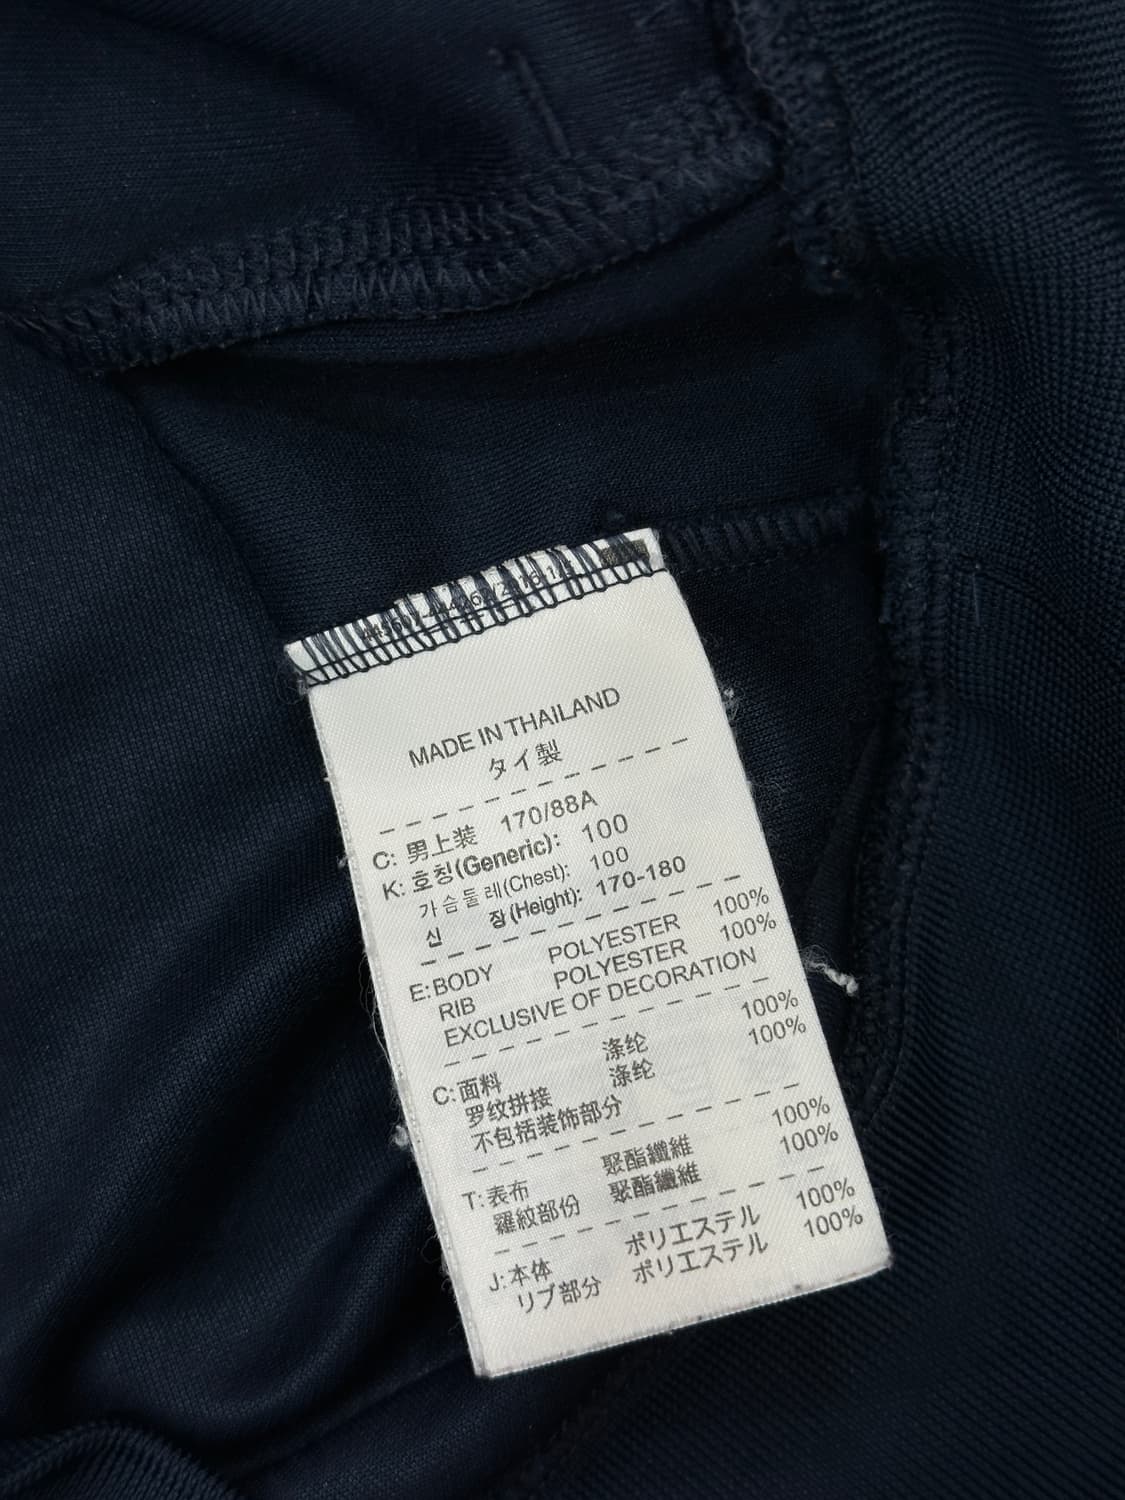 MADE IN THAILAND
タイ製
C: 男上装 170/88A
K: 호칭(Generic): 100
가슴둘레(Chest): 100
신 장(Height): 170-180
E: BODY POLYESTER 100%
RIB POLYESTER 100%
EXCLUSIVE OF DECORATION
C: 面料 涤纶 100%
罗纹拼接 涤纶 100%
不包括装饰部分
T: 表布 聚酯纖維 100%
羅紋部份 聚酯纖維 100%
J: 本体 ポリエステル 100%
リブ部分 ポリエステル 100%